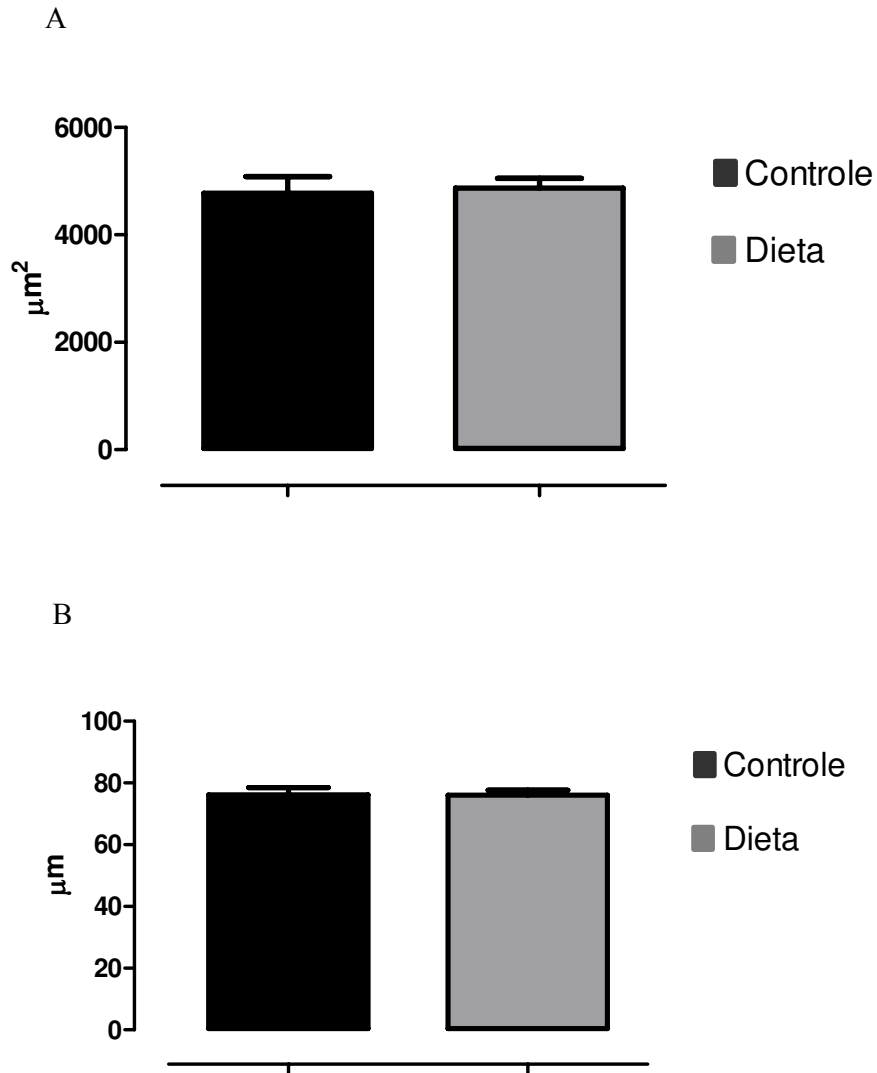 A
6000
4000
2000
0
μm²
Controle
Dieta
B
100
80
60
40
20
0
μm
Controle
Dieta